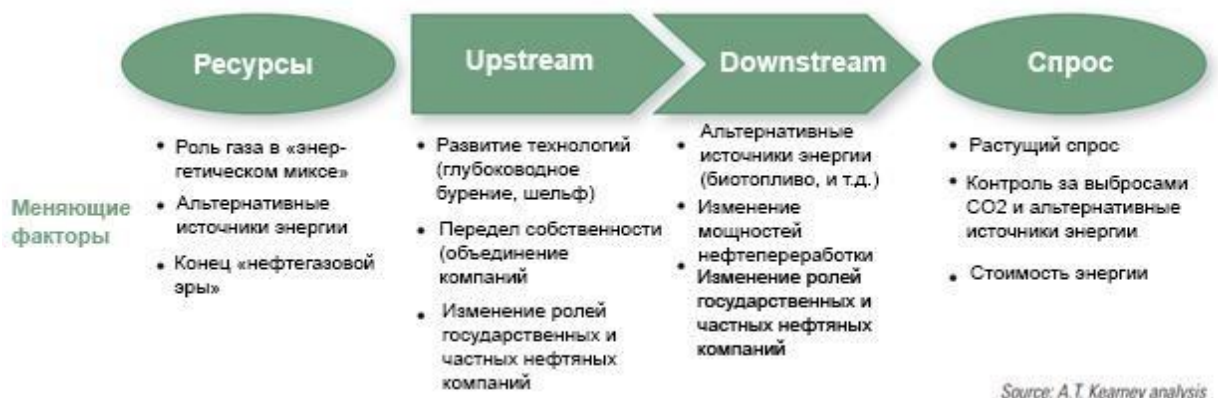 Ресурсы
Upstream
Downstream
Спрос
Меняющие
факторы
• Роль газа в «энер-
гетическом миксе»
• Альтернативные
источники энергии
• Конец «нефтегазовой
эры»
• Развитие технологий
(глубоководное
бурение, шельф)
• Передел собственности
(объединение
компаний
• Изменение ролей
государственных и
частных нефтяных
компаний
• Альтернативные
источники энергии
(биотопливо, и т.д.)
• Изменение
мощностей
нефтепереработки
• Изменение ролей
государственных и
частных нефтяных
компаний
• Растущий спрос
• Контроль за выбросами
СО2 и альтернативные
источники энергии
• Стоимость энергии
Source: A.T. Kearney analysis